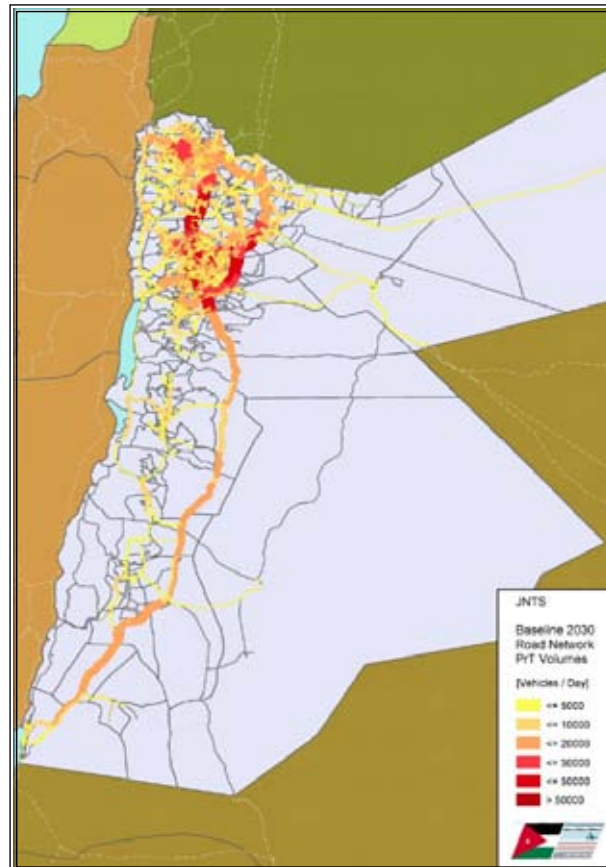 JNTS
Baseline 2030
Road Network
PrT Volumes
[Vehicles / Day]
<= 5000
<= 10000
<= 20000
<= 30000
<= 50000
> 50000